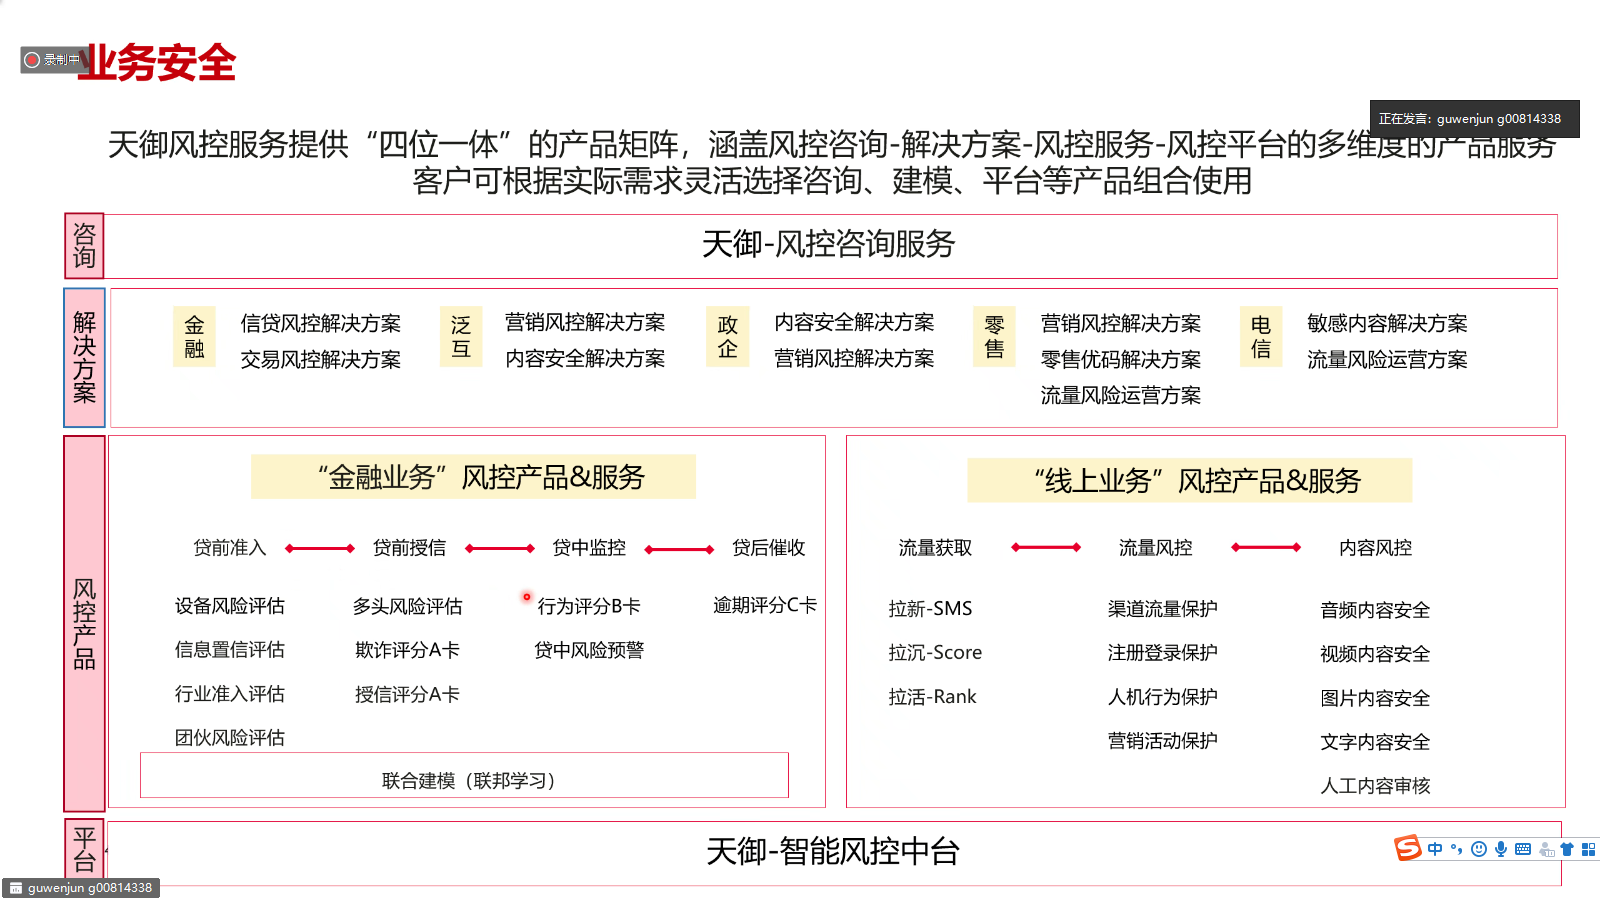 录制中
业务安全
正在发言：guwenjun g00814338
天御风控服务提供“四位一体”的产品矩阵，涵盖风控咨询-解决方案-风控服务-风控平台的多维度的产品服务
客户可根据实际需求灵活选择咨询、建模、平台等产品组合使用
咨询
天御-风控咨询服务
解决方案
金融
信贷风控解决方案
交易风控解决方案
泛互
营销风控解决方案
内容安全解决方案
政企
内容安全解决方案
营销风控解决方案
零售
营销风控解决方案
零售优码解决方案
流量风险运营方案
电信
敏感内容解决方案
流量风险运营方案
风控产品
“金融业务”风控产品&服务
贷前准入
贷前授信
贷中监控
贷后催收
设备风险评估
多头风险评估
行为评分B卡
逾期评分C卡
信息置信评估
欺诈评分A卡
贷中风险预警
行业准入评估
授信评分A卡
团伙风险评估
联合建模（联邦学习）
“线上业务”风控产品&服务
流量获取
流量风控
内容风控
拉新-SMS
渠道流量保护
音频内容安全
拉沉-Score
注册登录保护
视频内容安全
拉活-Rank
人机行为保护
图片内容安全
营销活动保护
文字内容安全
人工内容审核
平台
天御-智能风控中台
中
guwenjun g00814338